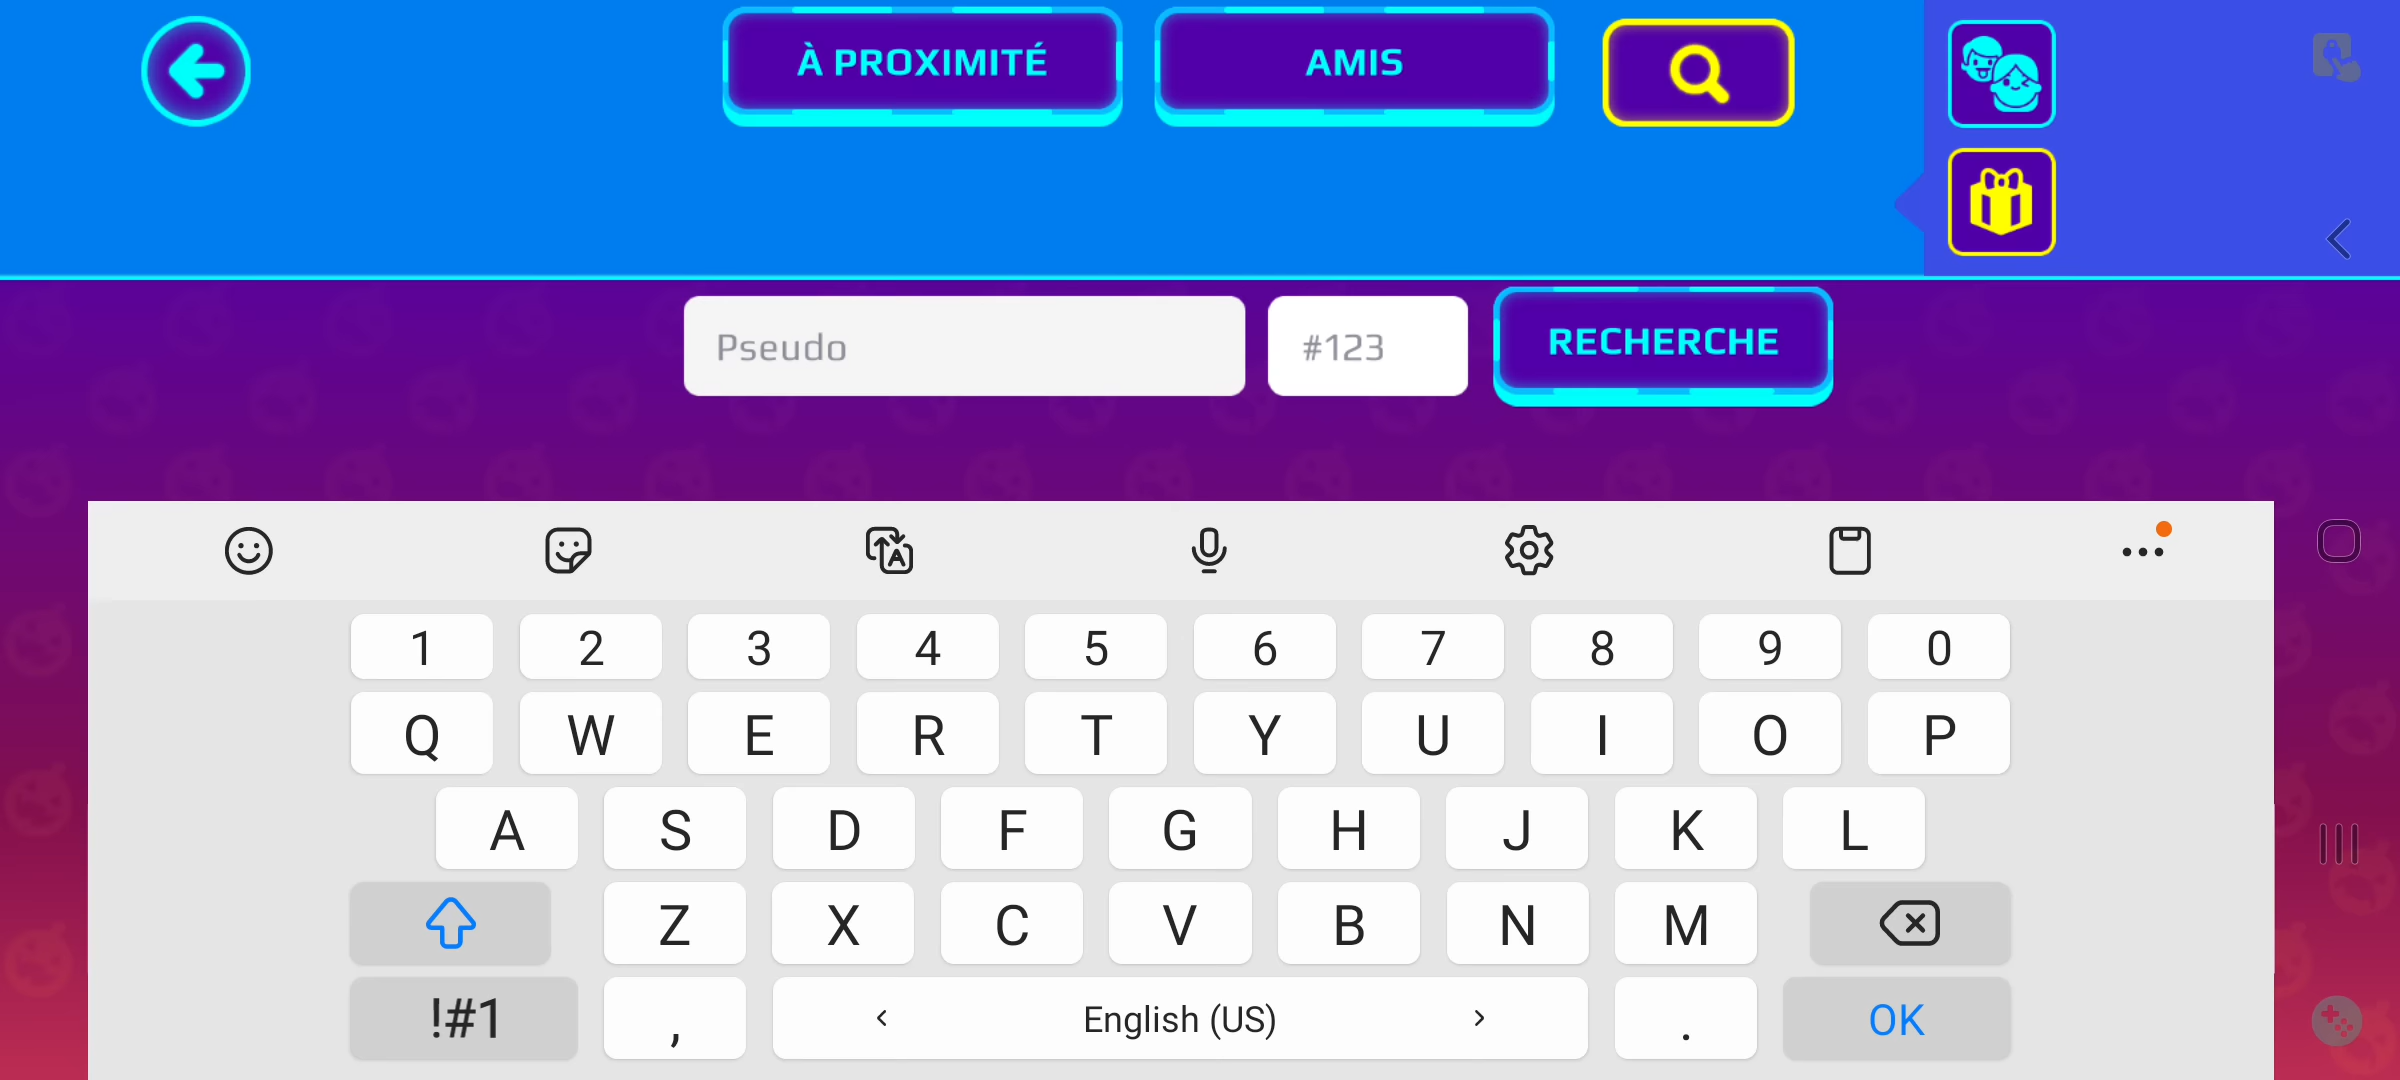 À PROXIMITÉ AMIS
Pseudo #123 RECHERCHE
1 2 3 4 5 6 7 8 9 0
Q W E R T Y U I O P
A S D F G H J K L
Z X C V B N M
!#1 , < English (US) > . OK